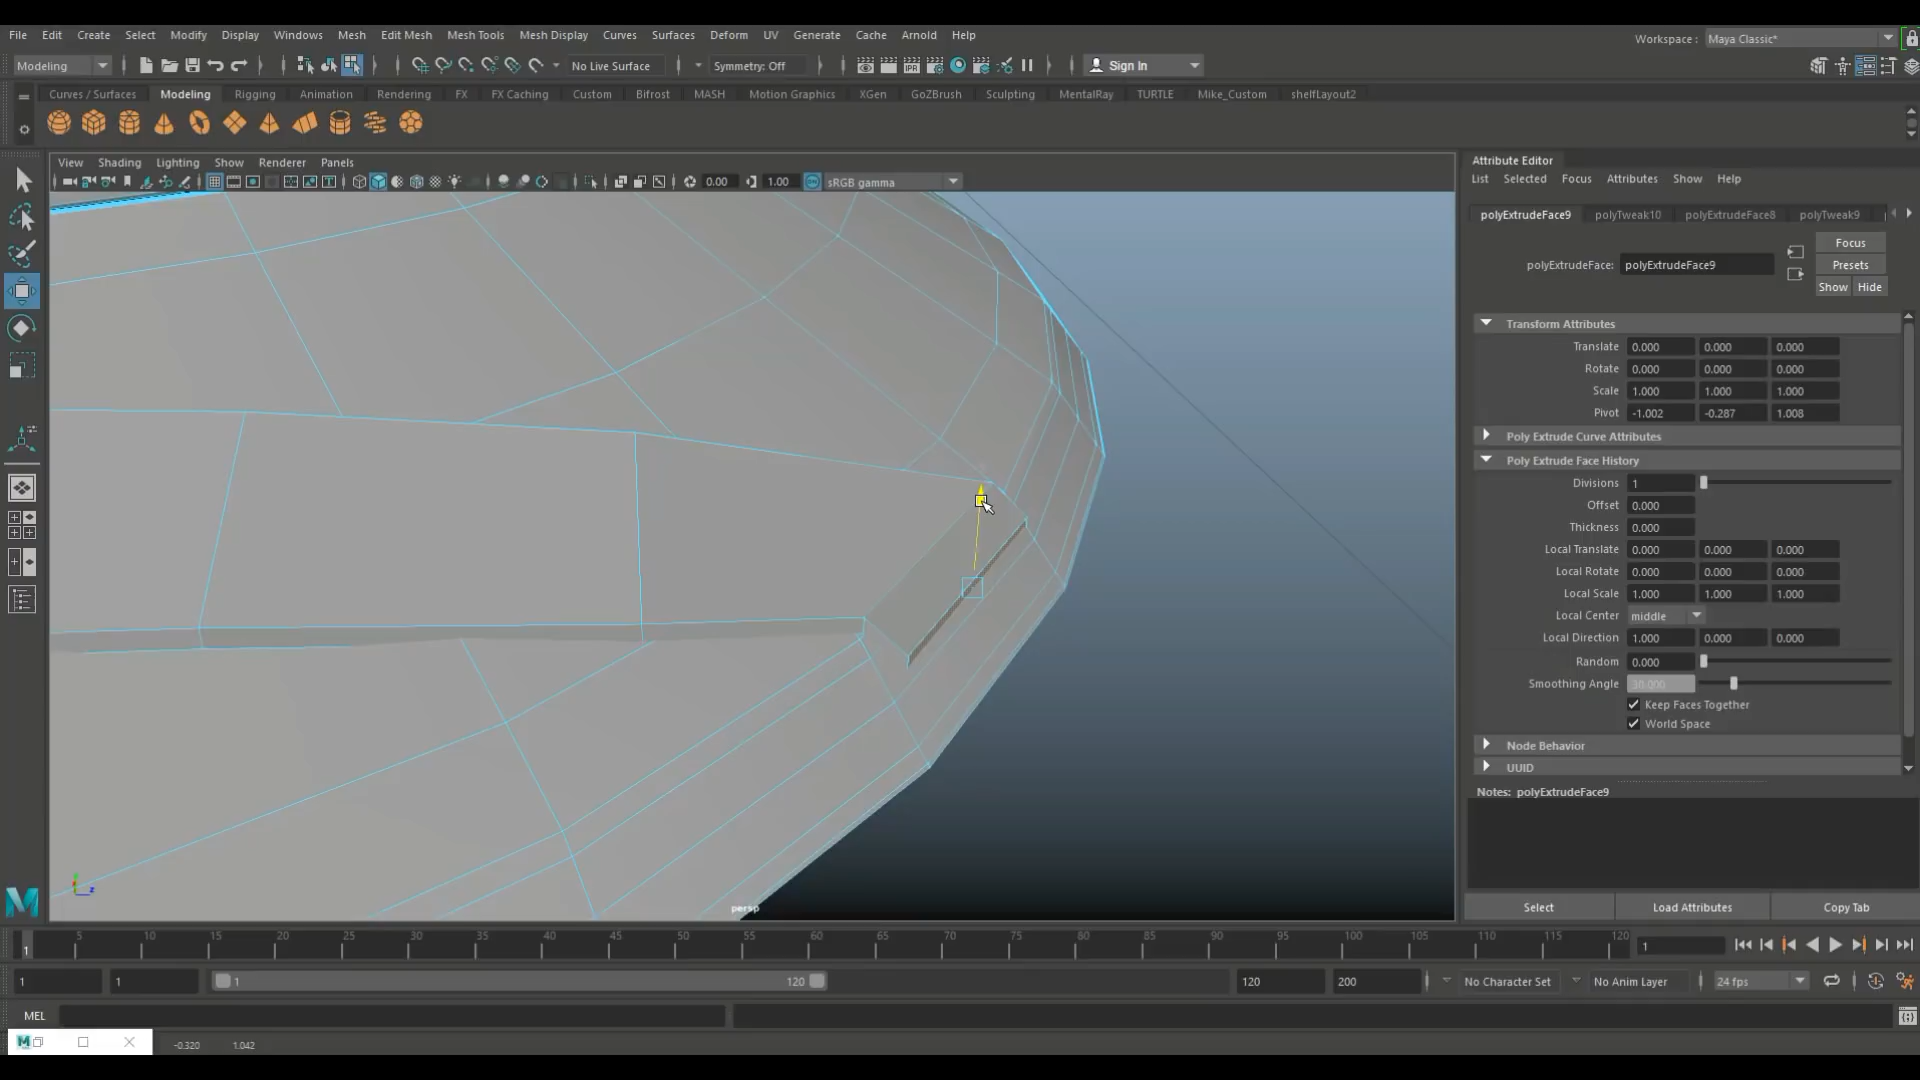 File Edit Create Select Modify Display Windows Mesh Edit Mesh Mesh Tools Mesh Display Curves Surfaces Deform UV Generate Cache Arnold Help
Workspace : Maya Classic*
Modeling No Live Surface Symmetry: Off IPR Sign In
Curves / Surfaces Modeling Rigging Animation Rendering FX FX Caching Custom Bifrost MASH Motion Graphics XGen GoZBrush Sculpting MentalRay TURTLE Mike_Custom shelfLayout2
View Shading Lighting Show Renderer Panels
0.00 1.00 sRGB gamma
Attribute Editor
List Selected Focus Attributes Show Help
polyExtrudeFace9 polyTweak10 polyExtrudeFace8 polyTweak9
Focus
polyExtrudeFace: polyExtrudeFace9 Presets
Show Hide
Transform Attributes
Translate 0.000 0.000 0.000
Rotate 0.000 0.000 0.000
Scale 1.000 1.000 1.000
Pivot -1.002 -0.287 1.008
Poly Extrude Curve Attributes
Poly Extrude Face History
Divisions 1
Offset 0.000
Thickness 0.000
Local Translate 0.000 0.000 0.000
Local Rotate 0.000 0.000 0.000
Local Scale 1.000 1.000 1.000
Local Center middle
Local Direction 1.000 0.000 0.000
Random 0.000
Smoothing Angle 30.000
Keep Faces Together
World Space
Node Behavior
UUID
Notes: polyExtrudeFace9
Select Load Attributes Copy Tab
z
persp
1 5 10 15 20 25 30 35 40 45 50 55 60 65 70 75 80 85 90 95 100 105 110 115 120 1
1 1 1 120 120 200 No Character Set No Anim Layer 24 fps
MEL
M -0.320 1.042